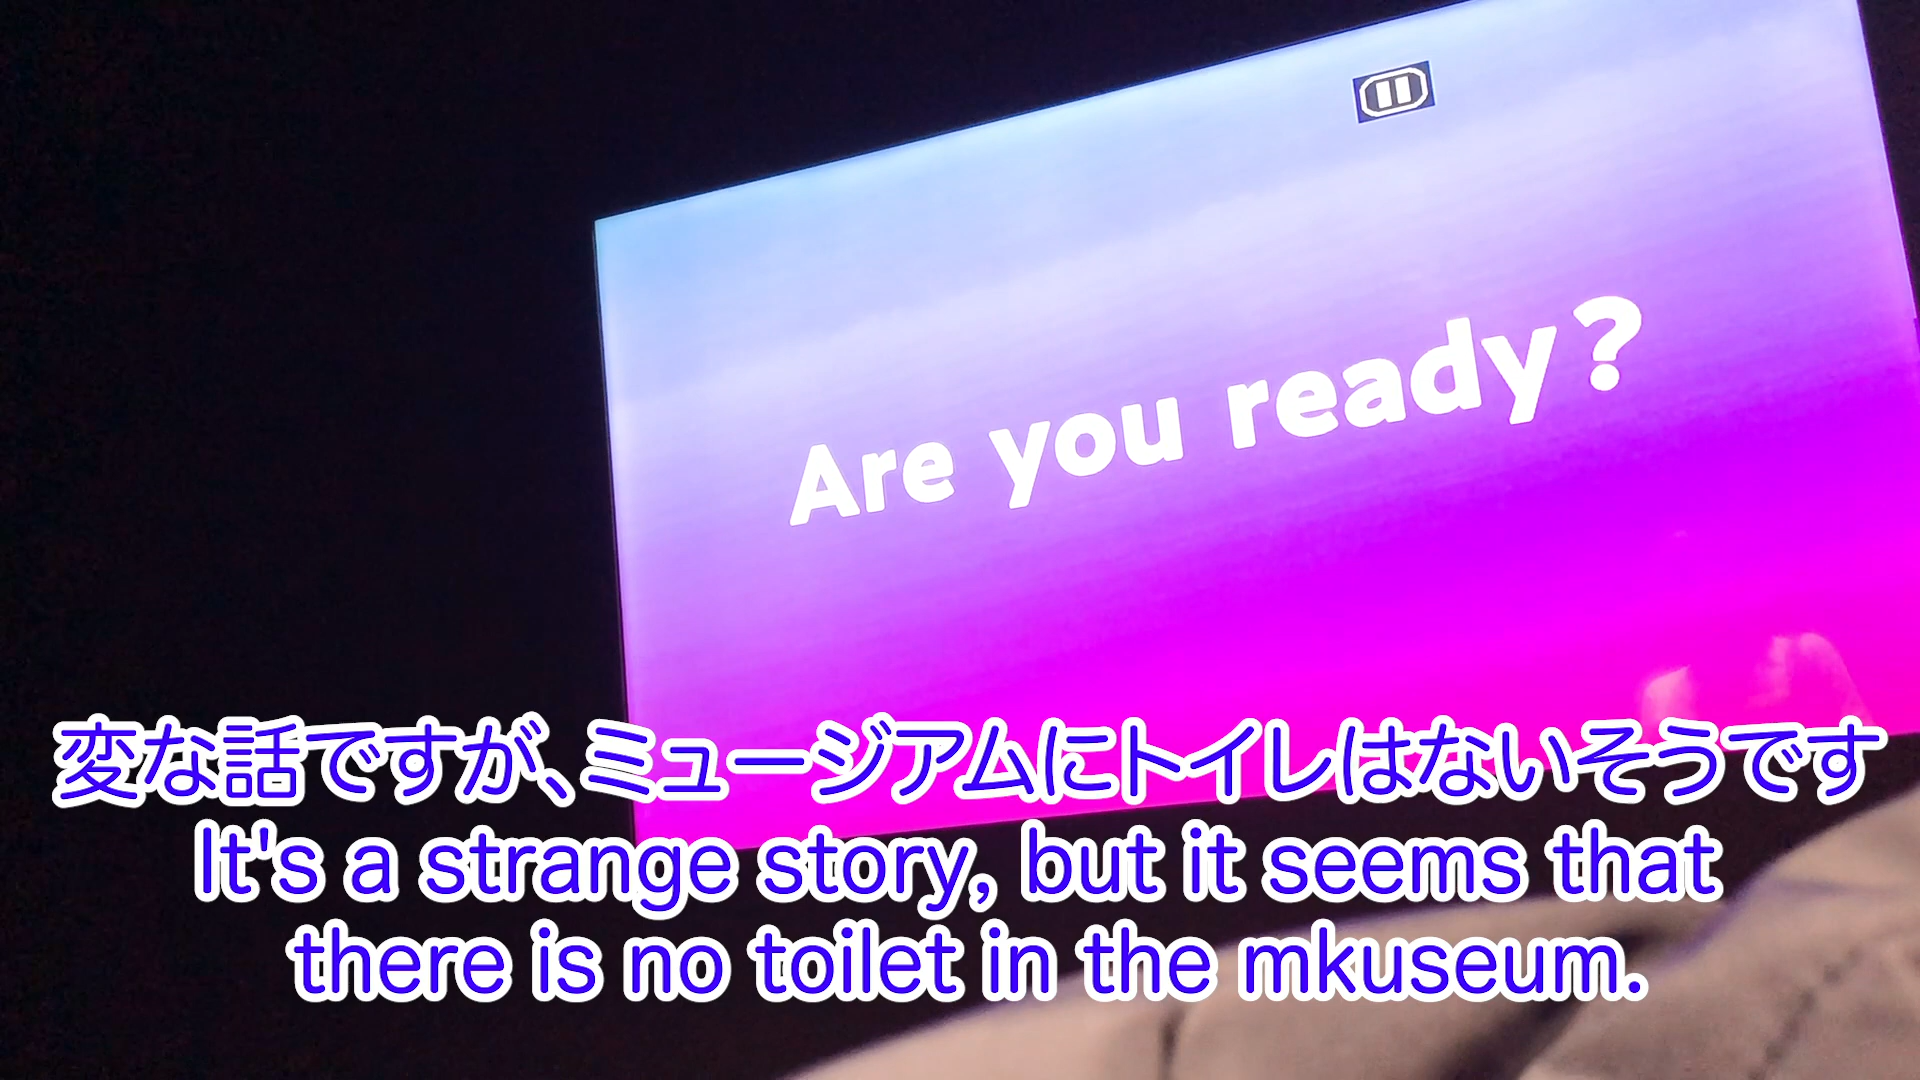 Are you ready?
変な話ですが、ミュージアムにトイレはないそうです
It's a strange story, but it seems that
there is no toilet in the mkuseum.